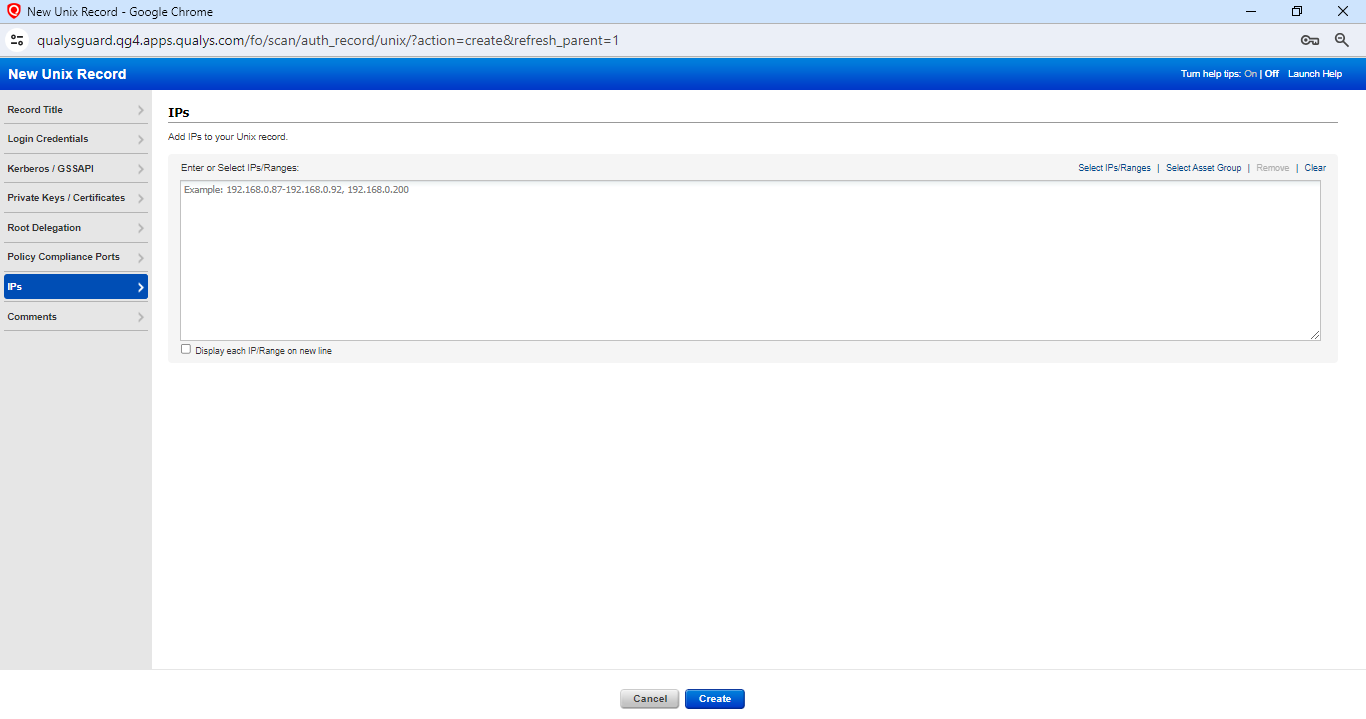 New Unix Record - Google Chrome
qualysguard.qg4.apps.qualys.com/fo/scan/auth_record/unix/?action=create&refresh_parent=1
New Unix Record
Turn help tips: On | Off Launch Help
Record Title
Login Credentials
Kerberos / GSSAPI
Private Keys / Certificates
Root Delegation
Policy Compliance Ports
IPs
Comments
IPs
Add IPs to your Unix record.
Enter or Select IPs/Ranges:
Select IPs/Ranges | Select Asset Group | Remove | Clear
Example: 192.168.0.87-192.168.0.92, 192.168.0.200
Display each IP/Range on new line
Cancel Create